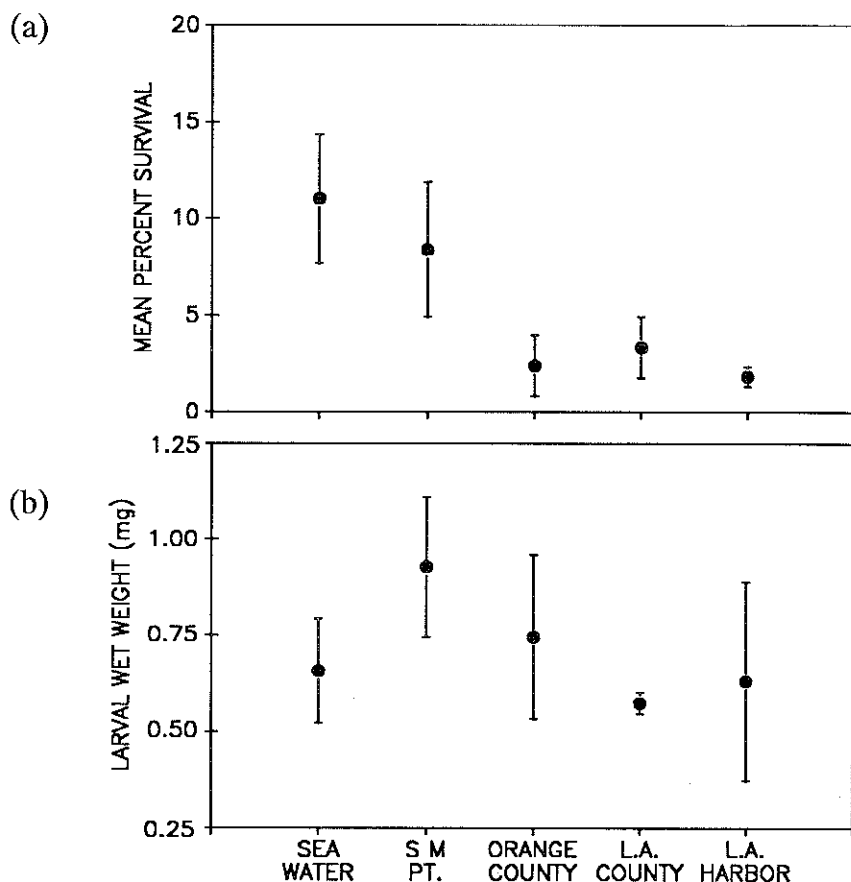 (a)
MEAN PERCENT SURVIVAL
20
15
10
5
0
(b)
LARVAL WET WEIGHT (mg)
1.25
1.00
0.75
0.50
0.25
SEA WATER
S M PT.
ORANGE COUNTY
L.A. COUNTY
L.A. HARBOR